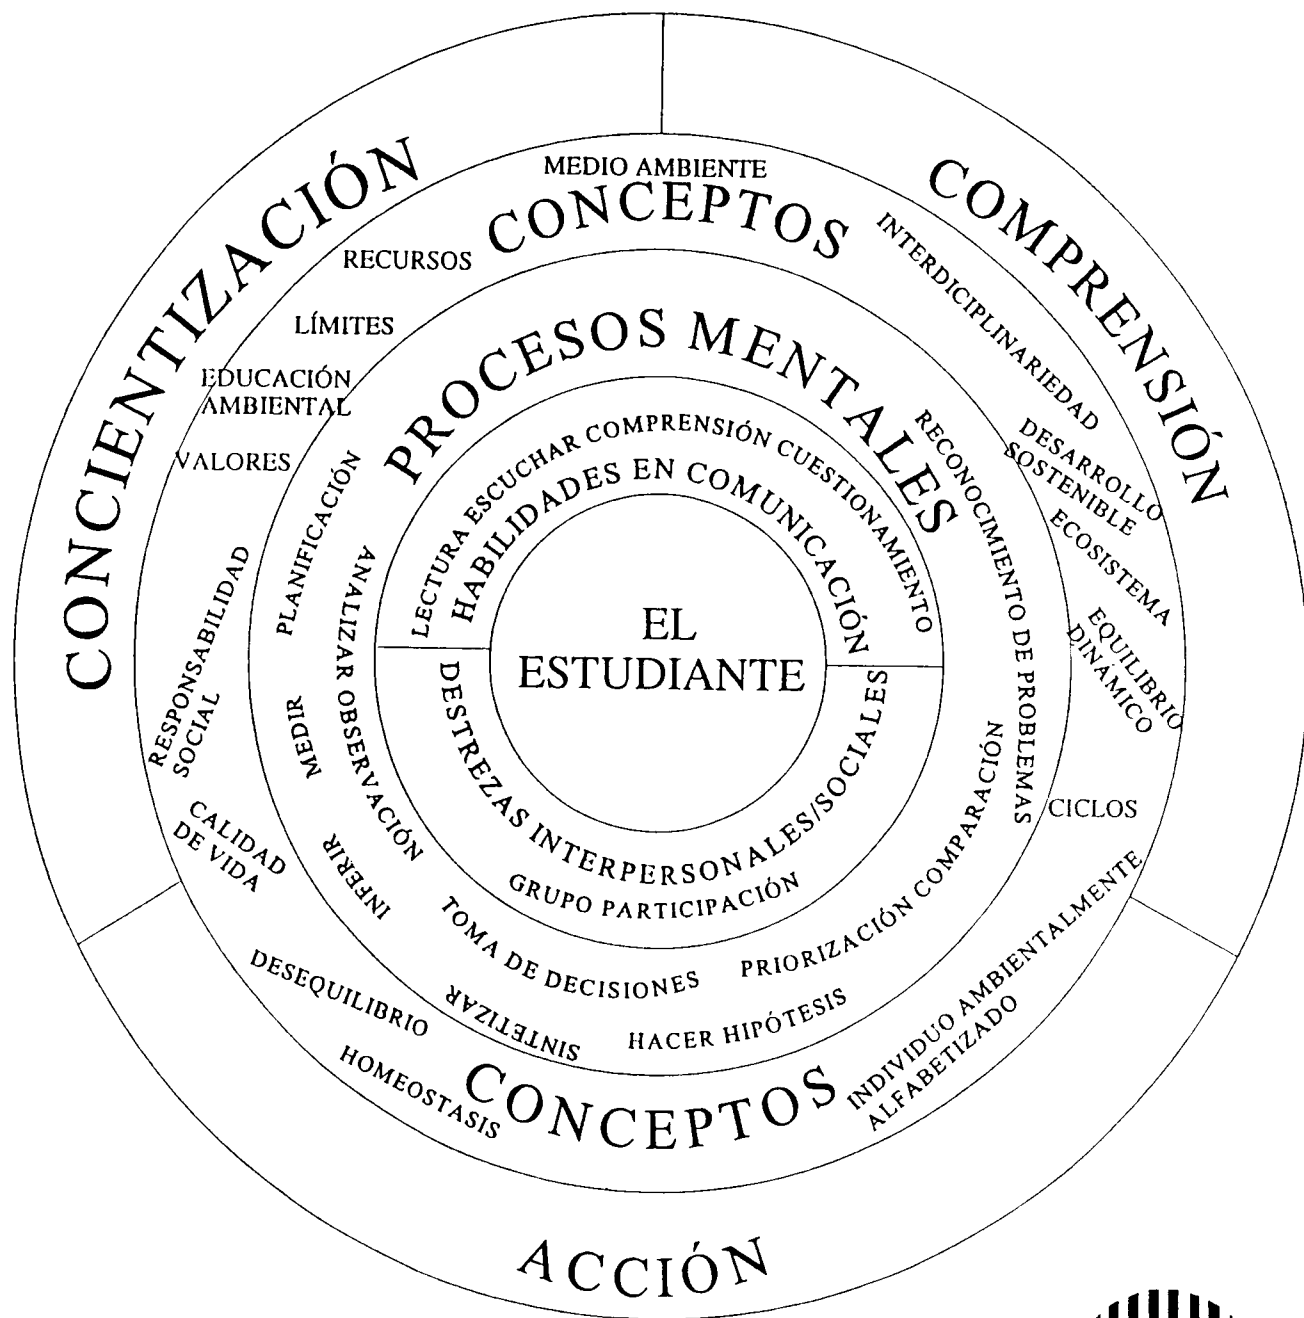 CONCIENTIZACIÓN
COMPRENSIÓN
ACCIÓN
MEDIO AMBIENTE
CONCEPTOS
RECURSOS
LÍMITES
EDUCACIÓN
AMBIENTAL
VALORES
RESPONSABILIDAD
SOCIAL
CALIDAD
DE VIDA
DESEQUILIBRIO
HOMEOSTASIS
CONCEPTOS
INDIVIDUO AMBIENTALMENTE
ALFABETIZADO
CICLOS
EQUILIBRIO
DINÁMICO
ECOSISTEMA
DESARROLLO
SOSTENIBLE
INTERDICIPLINARIEDAD
PROCESOS MENTALES
RECONOCIMIENTO DE PROBLEMAS
PRIORIZACIÓN COMPARACIÓN
HACER HIPÓTESIS
TOMA DE DECISIONES
SINTETIZAR
INFERIR
MEDIR
ANALIZAR OBSERVACIÓN
PLANIFICACIÓN
LECTURA ESCUCHAR COMPRENSIÓN CUESTIONAMIENTO
HABILIDADES EN COMUNICACIÓN
EL
ESTUDIANTE
DESTREZAS INTERPERSONALES/SOCIALES
GRUPO PARTICIPACIÓN